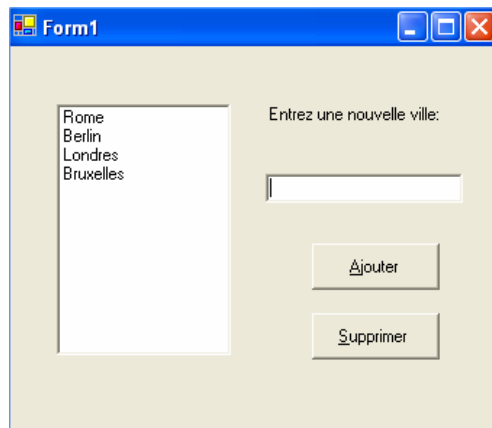 Form1
Rome
Berlin
Londres
Bruxelles
Entrez une nouvelle ville:
Ajouter
Supprimer